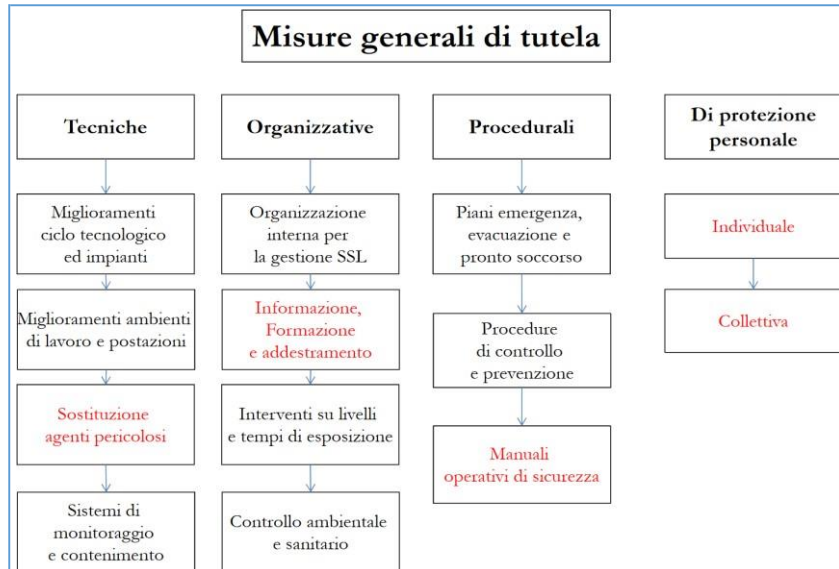 Misure generali di tutela
Tecniche
Miglioramenti
ciclo tecnologico
ed impianti
Miglioramenti ambienti
di lavoro e postazioni
Sostituzione
agenti pericolosi
Sistemi di
monitoraggio
e contenimento
Organizzative
Organizzazione
interna per
la gestione SSL
Informazione,
Formazione
e addestramento
Interventi su livelli
e tempi di esposizione
Controllo ambientale
e sanitario
Procedurali
Piani emergenza,
evacuazione e
pronto soccorso
Procedure
di controllo
e prevenzione
Manuali
operativi di sicurezza
Di protezione
personale
Individuale
Collettiva